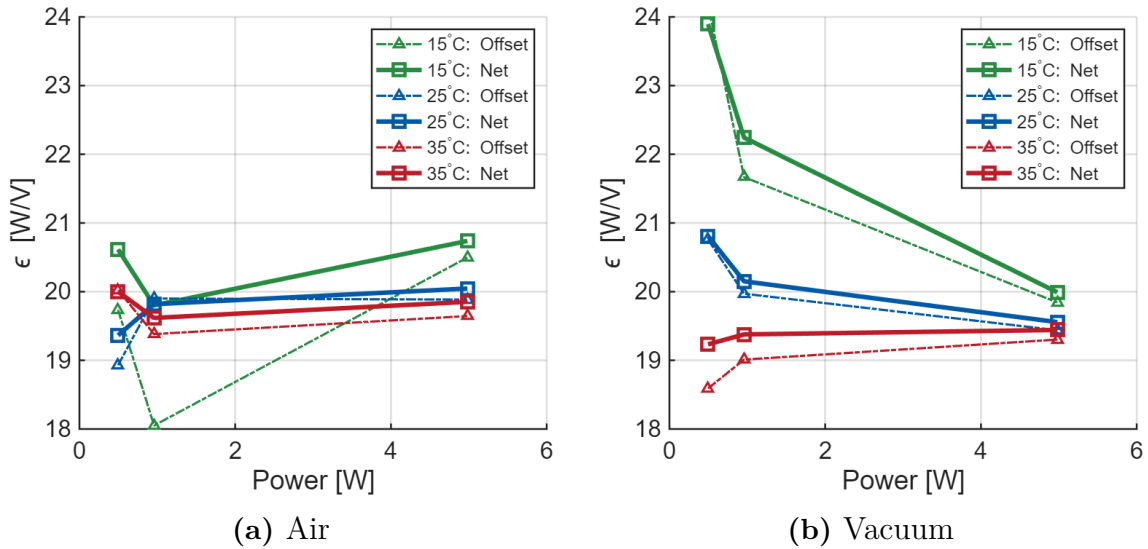 24
23
22
21
20
19
18
ϵ [W/V]
0 2 4 6
Power [W]
15°C: Offset
15°C: Net
25°C: Offset
25°C: Net
35°C: Offset
35°C: Net
(a) Air
24
23
22
21
20
19
18
ϵ [W/V]
0 2 4 6
Power [W]
15°C: Offset
15°C: Net
25°C: Offset
25°C: Net
35°C: Offset
35°C: Net
(b) Vacuum